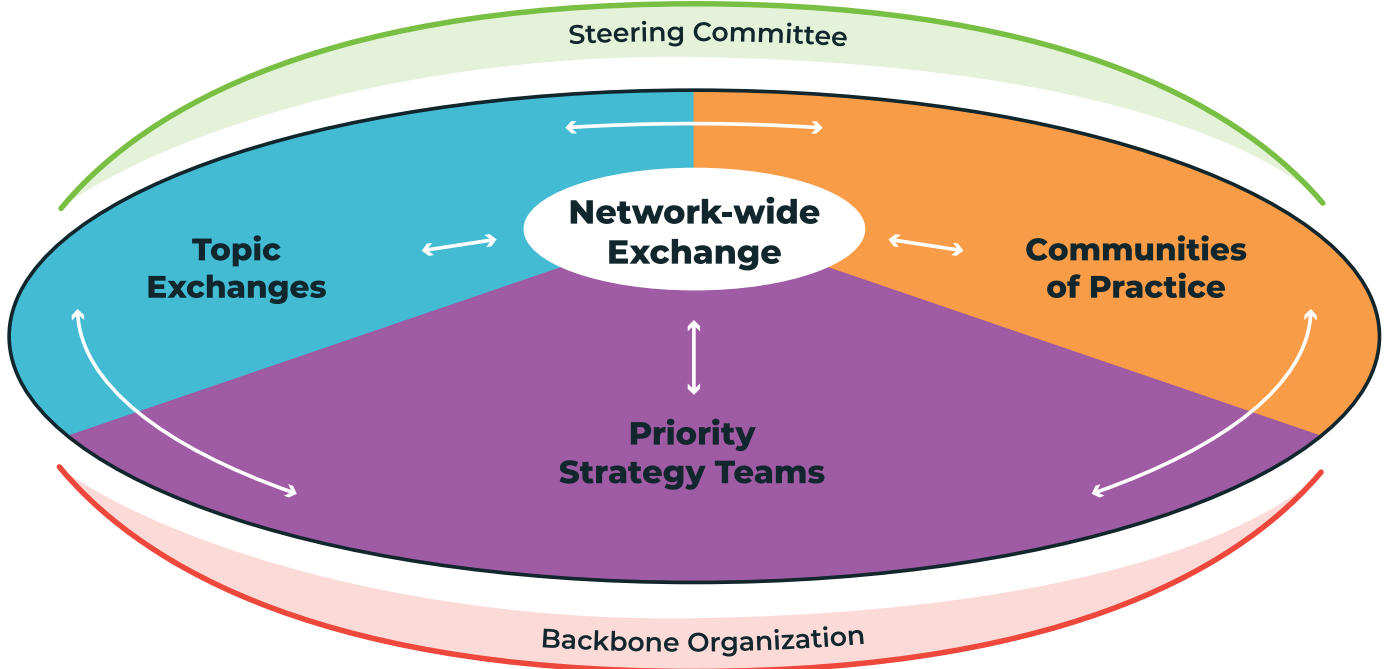 Steering Committee
Network-wide
Exchange
Topic
Exchanges
Communities
of Practice
Priority
Strategy Teams
Backbone Organization